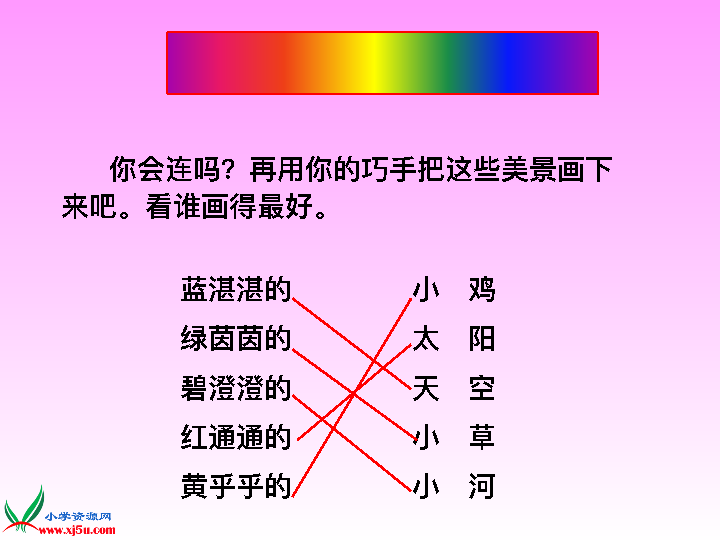 你会连吗？再用你的巧手把这些美景画下
来吧。看谁画得最好。
蓝湛湛的 小 鸡
绿茵茵的 太 阳
碧澄澄的 天 空
红通通的 小 草
黄乎乎的 小 河
小学资源网
www.xj5u.com